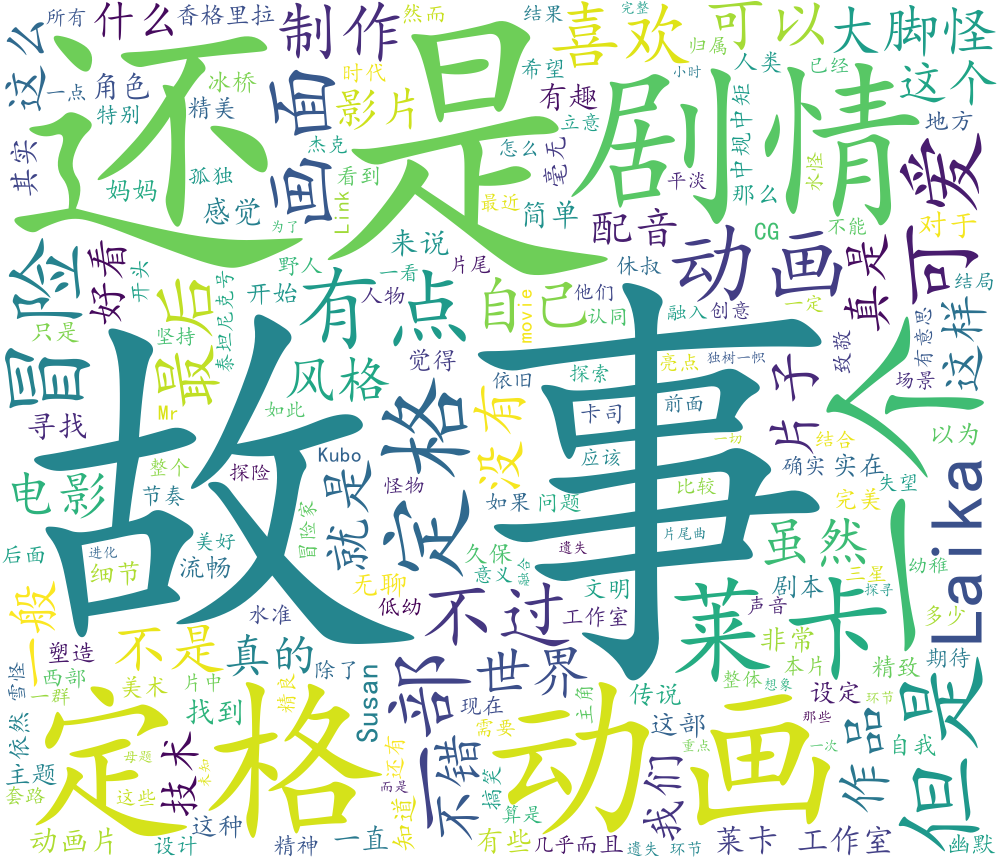 什么
制作
喜欢
可以
大脚怪
这么
还是
剧情
画面
影片
这个
爱
可
人
个
故事
定格
动画
莱卡
Laika
冒险
最后
有点
风格
自己
片子
这样
真是
好看
电影
寻找
定格
动画
不过
虽然
一般
不是
真的
世界
一部
不错
技术
我们
作品
但是
就是
没有
配音
感觉
角色
一点
特别
精美
冰桥
妈妈
孤独
其实
所有
香格里拉
然而
时代
杰克
看到
Link
为了
结果
希望
有趣
立意
怎么
毫无
最近
简单
完整
归属
人类
小时
中规中矩
平淡
那么
水怪
已经
地方
对于
CG
不能
来说
野人
一看
片尾
休叔
他们
认同
融入
创意
一定
结局
有意思
场景
致敬
只是
开头
坚持
泰坦尼克号
开始
人物
movie
觉得
依旧
探索
亮点
独树一帜
卡司
前面
应该
一切
结合
以为
如此
Kubo
Mr
整个
探险
怪物
节奏
冒险家
如果
问题
比较
确实
实在
失望
完美
后面
进化
美好
细节
流畅
久保
意义
遗失
片尾曲
文明
剧本
三星
幼稚
声音
探寻
无聊
低幼
工作室
水准
塑造
非常
多少
期待
本片
精致
雪怪
西部
一群
美术
片中
除了
精良
Susan
现在
传说
主角
整体
想象
设定
环节
那些
依然
主题
套路
母题
未知
这些
找到
这种
还有
而是
知道
需要
搞笑
算是
这部
重点
一次
自我
动画片
设计
精神
一直
有些
几乎
而且
遗失
环节
莱卡
工作室
幽默